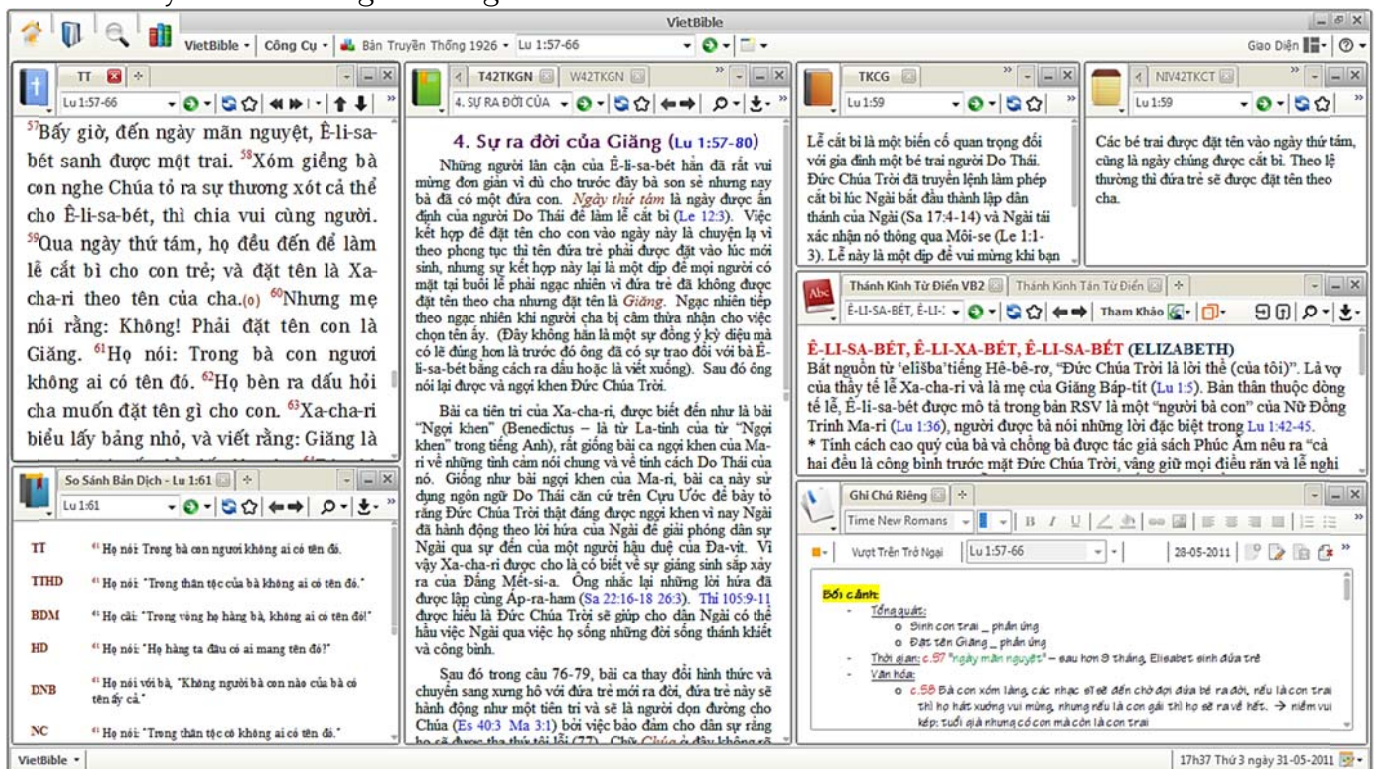 VietBible
VietBible
Công Cụ
Bản Truyền Thống 1926
Lu 1:57-66
Giao Diện
TT
Lu 1:57-66
57Bấy giờ, đến ngày mãn nguyệt, Ê-li-sa-
bét sanh được một trai. 58Xóm giềng bà
con nghe Chúa tỏ ra sự thương xót cả thể
cho Ê-li-sa-bét, thì chia vui cùng người.
59Qua ngày thứ tám, họ đều đến để làm
lễ cắt bì cho con trẻ; và đặt tên là Xa-
cha-ri theo tên của cha.(o) 60Nhưng mẹ
nói rằng: Không! Phải đặt tên con là
Giăng. 61Họ nói: Trong bà con ngươi
không ai có tên đó. 62Họ bèn ra dấu hỏi
cha muốn đặt tên gì cho con. 63Xa-cha-ri
biểu lấy bảng nhỏ, và viết rằng: Giăng là
So Sánh Bản Dịch - Lu 1:61
Lu 1:61
TT 61 Họ nói: Trong bà con ngươi không ai có tên đó.
TTHD 61 Họ nói: "Trong thân tộc của bà không ai có tên đó."
BDM 61 Họ cãi: "Trong vòng họ hàng bà, không ai có tên đó!"
HD 61 Họ nói: "Họ hàng ta đâu có ai mang tên đó!"
DNB 61 Họ nói với bà, "Không người bà con nào của bà có
tên ấy cả."
NC 61 Họ nói: "Trong thân tộc cô không ai có tên đó."
T42TKGN
W42TKGN
4. SỰ RA ĐỜI CỦA
4. Sự ra đời của Giăng (Lu 1:57-80)
Những người lân cận của Ê-li-sa-bét hẳn đã rất vui
mừng đơn giản vì dù cho trước đây bà son sẻ nhưng nay
bà đã có một đứa con. Ngày thứ tám là ngày được ấn
định của người Do Thái để làm lễ cắt bì (Le 12:3). Việc
kết hợp để đặt tên cho con vào ngày này là chuyện lạ vì
theo phong tục thì tên đứa trẻ phải được đặt vào lúc mới
sinh, nhưng sự kết hợp này lại là một dịp để mọi người có
mặt tại buổi lễ phải ngạc nhiên vì đứa trẻ đã không được
đặt tên theo cha nhưng đặt tên là Giăng. Ngạc nhiên tiếp
theo ngạc nhiên khi người cha bị câm thừa nhận cho việc
chọn tên ấy. (Đây không hẳn là một sự đồng ý kỳ diệu mà
có lẽ đúng hơn là trước đó ông đã có sự trao đổi với bà Ê-
li-sa-bét bằng cách ra dấu hoặc là viết xuống). Sau đó ông
nói lại được và ngợi khen Đức Chúa Trời.
Bài ca tiên tri của Xa-cha-ri, được biết đến như là bài
“Ngợi khen” (Benedictus – là từ La-tinh của từ “Ngợi
khen” trong tiếng Anh), rất giống bài ca ngợi khen của Ma-
ri về những tình cảm nói chung và về tính cách Do Thái của
nó. Giống như bài ngợi khen của Ma-ri, bài ca này sử
dụng ngôn ngữ Do Thái căn cứ trên Cựu Ước để bày tỏ
rằng Đức Chúa Trời thật đáng được ngợi khen vì nay Ngài
đã hành động theo lời hứa của Ngài để giải phóng dân sự
Ngài qua sự đến của một người hậu duệ của Đa-vít. Vì
vậy Xa-cha-ri được cho là có biết về sự giáng sinh sắp xảy
ra của Đấng Mết-si-a. Ông nhắc lại những lời hứa đã
được lập cùng Áp-ra-ham (Sa 22:16-18 26:3). Thi 105:9-11
được hiểu là Đức Chúa Trời sẽ giúp cho dân Ngài có thể
hầu việc Ngài qua việc họ sống những đời sống thánh khiết
và công bình.
Sau đó trong câu 76-79, bài ca thay đổi hình thức và
chuyển sang xưng hô với đứa trẻ mới ra đời, đứa trẻ này sẽ
hành động như một tiên tri và sẽ là người dọn đường cho
Chúa (Es 40:3 Ma 3:1) bởi việc bảo đảm cho dân sự rằng
họ sẽ được tha thứ tội lỗi (77). Chữ Chúa ở đây không rõ
TKCG
Lu 1:59
Lễ cắt bì là một biến cố quan trọng đối
với gia đình một bé trai người Do Thái.
Đức Chúa Trời đã truyền lệnh làm phép
cắt bì lúc Ngài bắt đầu thành lập dân
thánh của Ngài (Sa 17:4-14) và Ngài tái
xác nhận nó thông qua Môi-se (Le 1:1-
3). Lễ này là một dịp để vui mừng khi bạn
NIV42TKCT
Lu 1:59
Các bé trai được đặt tên vào ngày thứ tám,
cũng là ngày chúng được cắt bì. Theo lệ
thường thì đứa trẻ sẽ được đặt tên theo
cha.
Thánh Kinh Từ Điển VB2
Thánh Kinh Tân Từ Điển
Ê-LI-SA-BÉT, Ê-LI-
Tham Khảo
Ê-LI-SA-BÉT, Ê-LI-XA-BÉT, Ê-LI-SA-BÉT (ELIZABETH)
Bắt nguồn từ 'elîšba'tiếng Hê-bê-rơ, “Đức Chúa Trời là lời thề (của tôi)”. Là vợ
của thầy tế lễ Xa-cha-ri và là mẹ của Giăng Báp-tít (Lu 1:5). Bản thân thuộc dòng
tế lễ, Ê-li-sa-bét được mô tả trong bản RSV là một “người bà con” của Nữ Đồng
Trinh Ma-ri (Lu 1:36), người được bà nói những lời đặc biệt trong Lu 1:42-45.
* Tính cách cao quý của bà và chồng bà được tác giả sách Phúc Âm nêu ra “cả
hai đều là công bình trước mặt Đức Chúa Trời, vâng giữ mọi điều răn và lễ nghi
Ghi Chú Riêng
Time New Romans
B I U
Vượt Trên Trở Ngại
Lu 1:57-66
28-05-2011
Bối cảnh:
- Tổng quát:
o Sinh con trai _ phản ứng
o Đặt tên Giăng _ phản ứng
- Thời gian: c.57 "ngày mãn nguyệt" – sau hơn 9 tháng, Elisabet sinh đứa trẻ
- Văn hóa:
o c.58 Bà con xóm làng, các nhạc sĩ sẽ đến chờ đợi đứa bé ra đời, nếu là con trai
thì họ hát xướng vui mừng, nhưng nếu là con gái thì họ sẽ ra về hết. → niềm vui
kép: tuổi già nhưng có con mà còn là con trai
VietBible
17h37 Thứ 3 ngày 31-05-2011